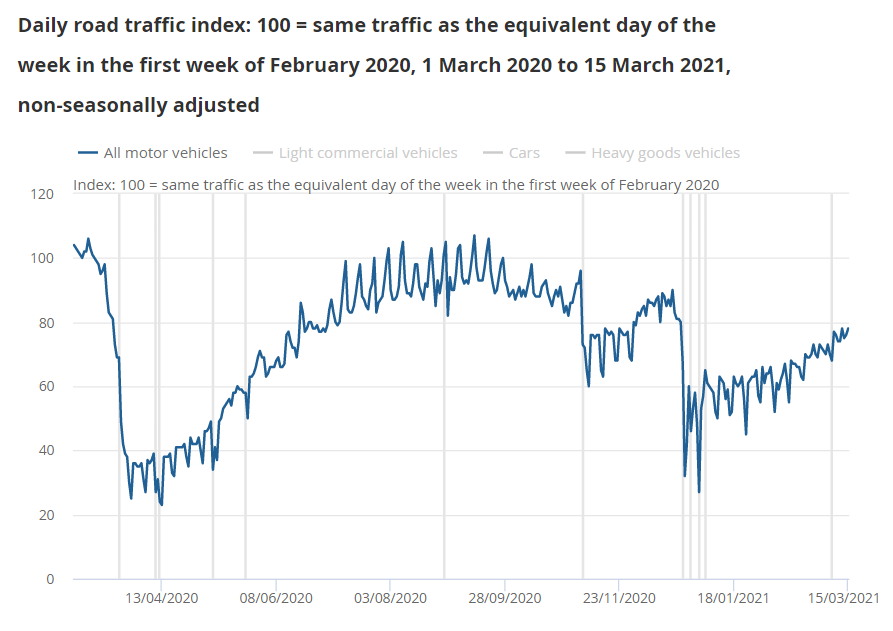 Daily road traffic index: 100 = same traffic as the equivalent day of the
week in the first week of February 2020, 1 March 2020 to 15 March 2021,
non-seasonally adjusted
All motor vehicles Light commercial vehicles Cars Heavy goods vehicles
Index: 100 = same traffic as the equivalent day of the week in the first week of February 2020
120
100
80
60
40
20
0
13/04/2020 08/06/2020 03/08/2020 28/09/2020 23/11/2020 18/01/2021 15/03/2021